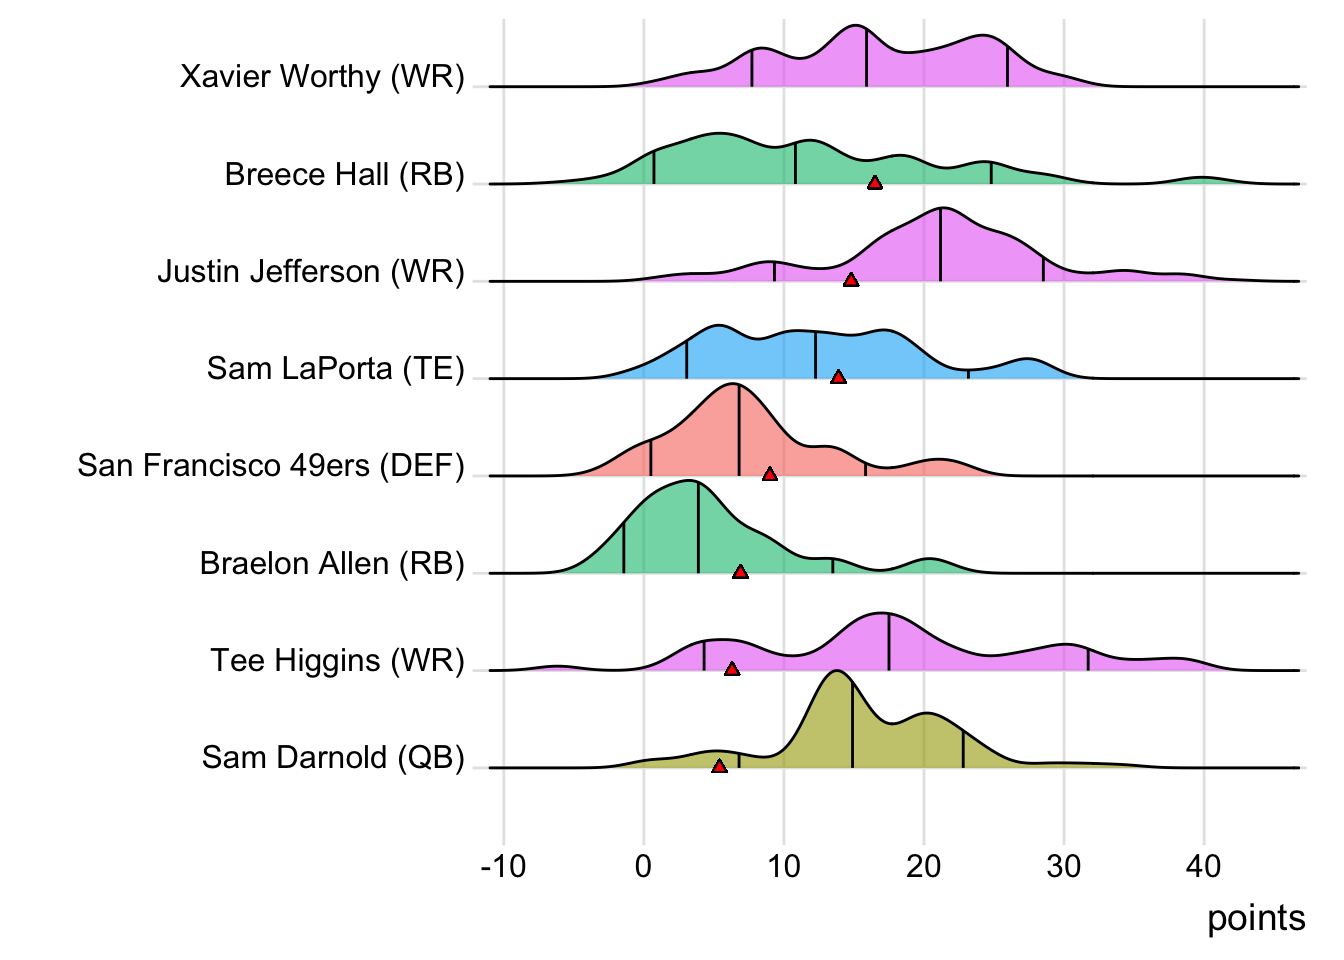 Xavier Worthy (WR)
Breece Hall (RB)
Justin Jefferson (WR)
Sam LaPorta (TE)
San Francisco 49ers (DEF)
Braelon Allen (RB)
Tee Higgins (WR)
Sam Darnold (QB)
-10 0 10 20 30 40
points